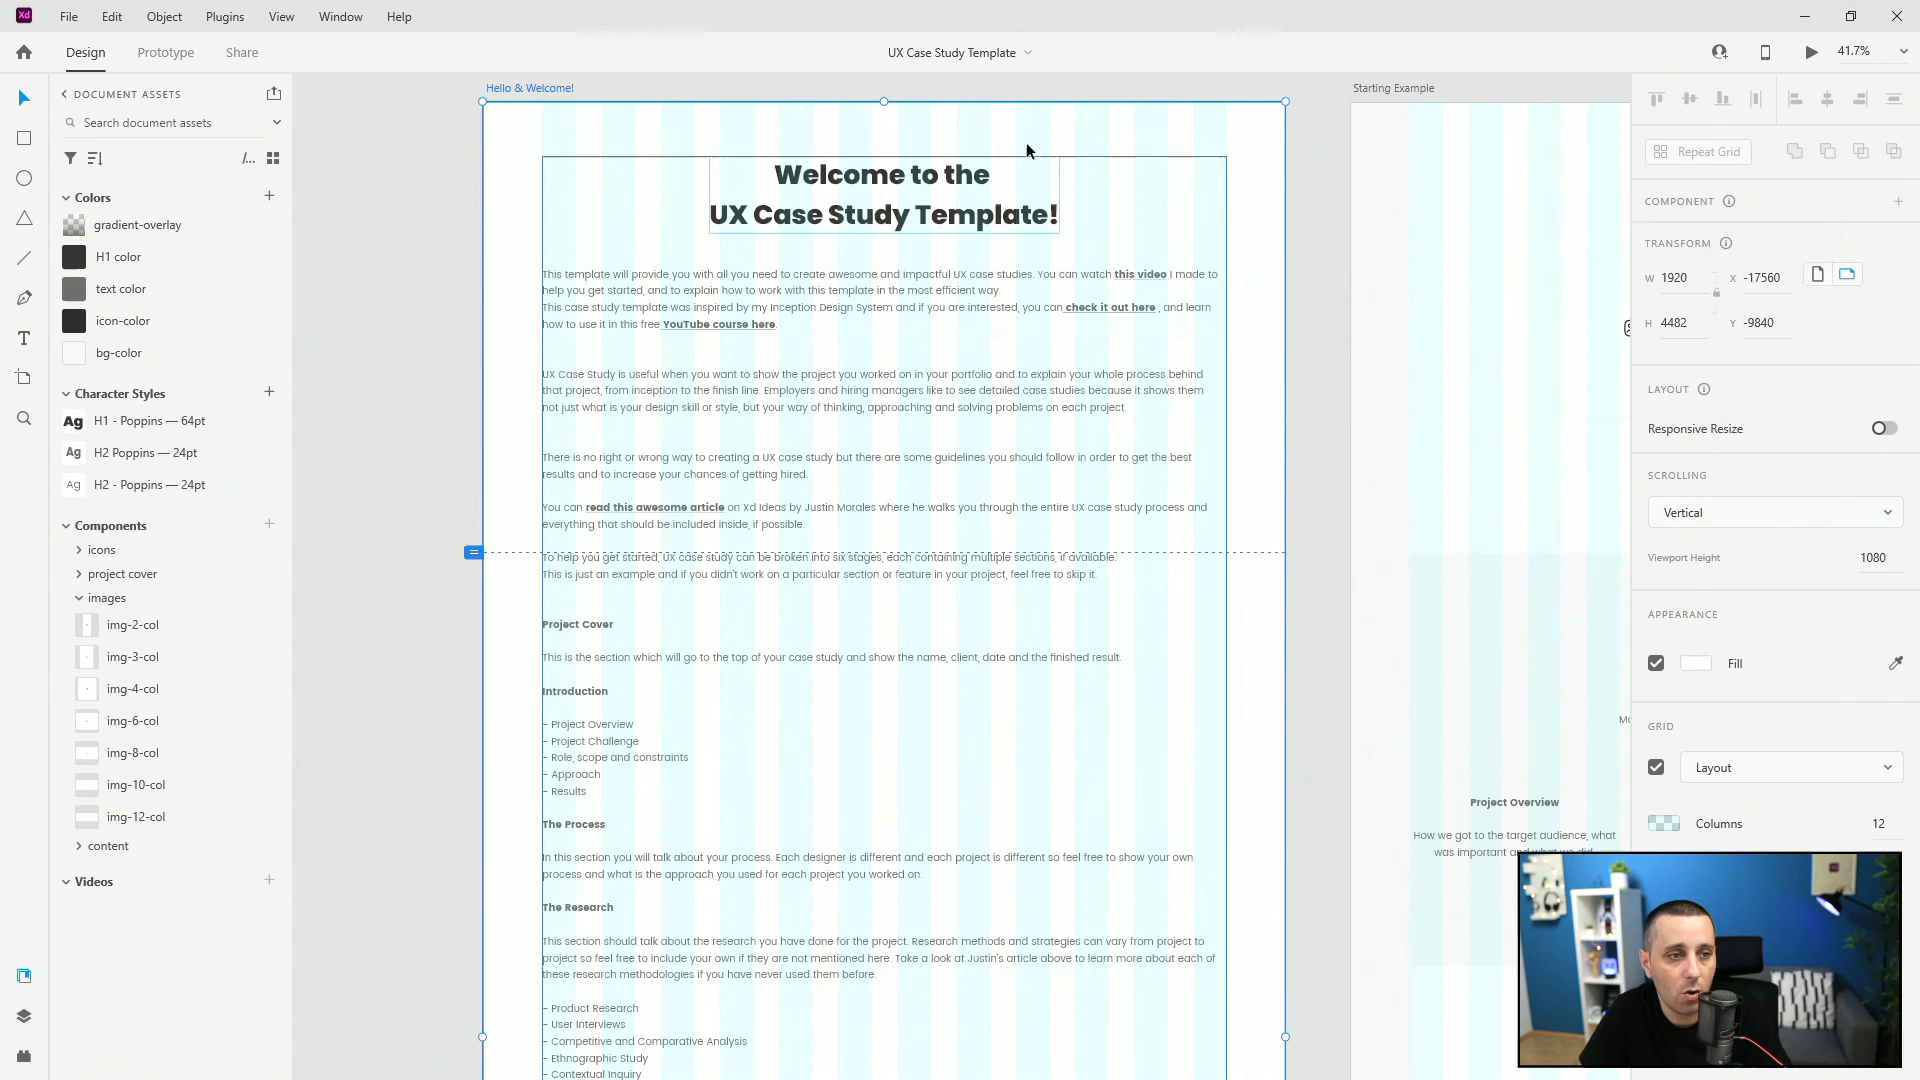 Xd File Edit Object Plugins View Window Help
Design Prototype Share
UX Case Study Template
41.7%
DOCUMENT ASSETS
Search document assets
/...
Colors
gradient-overlay
H1 color
text color
icon-color
bg-color
Character Styles
Ag H1 - Poppins — 64pt
Ag H2 Poppins — 24pt
Ag H2 - Poppins — 24pt
Components
icons
project cover
images
img-2-col
img-3-col
img-4-col
img-6-col
img-8-col
img-10-col
img-12-col
content
Videos
Hello & Welcome!
Welcome to the
UX Case Study Template!
This template will provide you with all you need to create awesome and impactful UX case studies. You can watch this video I made to
help you get started, and to explain how to work with this template in the most efficient way.
This case study template was inspired by my Inception Design System and if you are interested, you can check it out here , and learn
how to use it in this free YouTube course here.
UX Case Study is useful when you want to show the project you worked on in your portfolio and to explain your whole process behind
that project, from inception to the finish line. Employers and hiring managers like to see detailed case studies because it shows them
not just what is your design skill or style, but your way of thinking, approaching and solving problems on each project.
There is no right or wrong way to creating a UX case study but there are some guidelines you should follow in order to get the best
results and to increase your chances of getting hired.
You can read this awesome article on Xd Ideas by Justin Morales where he walks you through the entire UX case study process and
everything that should be included inside, if possible.
To help you get started, UX case study can be broken into six stages, each containing multiple sections, if available.
This is just an example and if you didn't work on a particular section or feature in your project, feel free to skip it.
Project Cover
This is the section which will go to the top of your case study and show the name, client, date and the finished result.
Introduction
- Project Overview
- Project Challenge
- Role, scope and constraints
- Approach
- Results
The Process
In this section you will talk about your process. Each designer is different and each project is different so feel free to show your own
process and what is the approach you used for each project you worked on.
The Research
This section should talk about the research you have done for the project. Research methods and strategies can vary from project to
project so feel free to include your own if they are not mentioned here. Take a look at Justin's article above to learn more about each of
these research methodologies if you have never used them before.
- Product Research
- User Interviews
- Competitive and Comparative Analysis
- Ethnographic Study
- Contextual Inquiry
Starting Example
Project Overview
How we got to the target audience, what
was important and what we did
Repeat Grid
COMPONENT
TRANSFORM
W 1920 X -17560
H 4482 Y -9840
LAYOUT
Responsive Resize
SCROLLING
Vertical
Viewport Height 1080
APPEARANCE
Fill
GRID
Layout
Columns 12